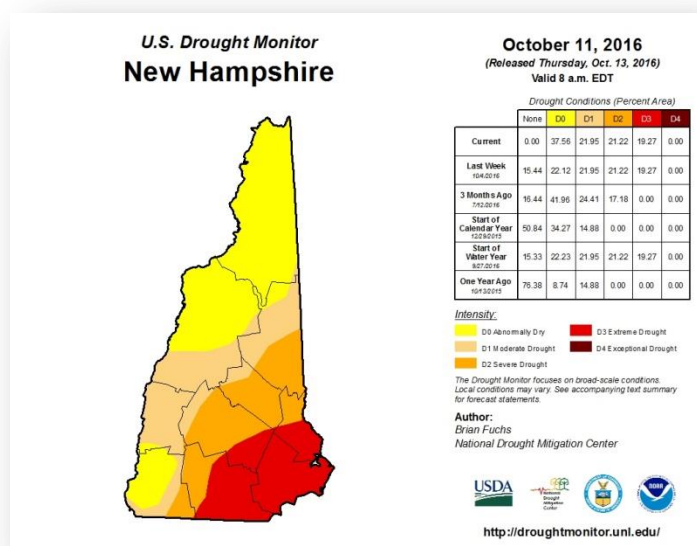 U.S. Drought Monitor
New Hampshire
October 11, 2016
(Released Thursday, Oct. 13, 2016)
Valid 8 a.m. EDT
Drought Conditions (Percent Area)
None D0 D1 D2 D3 D4
Current 0.00 37.56 21.95 21.22 19.27 0.00
Last Week 15.44 22.12 21.95 21.22 19.27 0.00
10/4/2016
3 Months Ago 16.44 41.96 24.41 17.18 0.00 0.00
7/12/2016
Start of
Calendar Year 50.84 34.27 14.88 0.00 0.00 0.00
12/29/2015
Start of
Water Year 15.33 22.23 21.95 21.22 19.27 0.00
9/27/2016
One Year Ago 76.38 8.74 14.88 0.00 0.00 0.00
10/13/2015
Intensity:
D0 Abnormally Dry D3 Extreme Drought
D1 Moderate Drought D4 Exceptional Drought
D2 Severe Drought
The Drought Monitor focuses on broad-scale conditions.
Local conditions may vary. See accompanying text summary
for forecast statements.
Author:
Brian Fuchs
National Drought Mitigation Center
USDA
National
Drought
Mitigation
Center
NOAA
http://droughtmonitor.unl.edu/